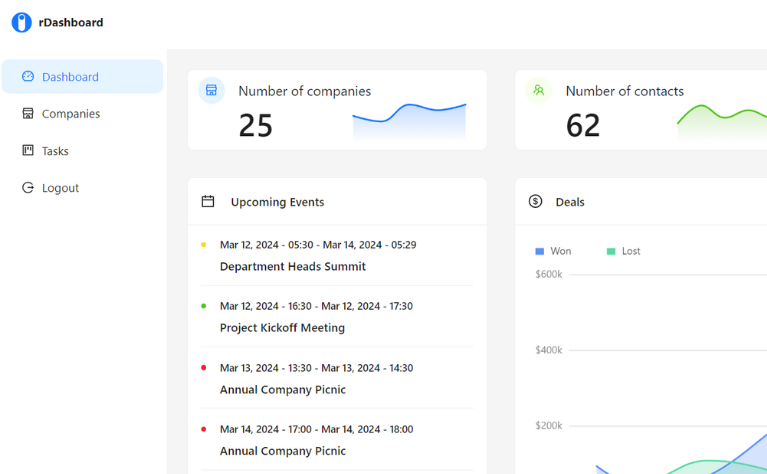 rDashboard
Dashboard
Companies
Tasks
Logout
Number of companies
25
Number of contacts
62
Upcoming Events
Mar 12, 2024 - 05:30 - Mar 14, 2024 - 05:29
Department Heads Summit
Mar 12, 2024 - 16:30 - Mar 12, 2024 - 17:30
Project Kickoff Meeting
Mar 13, 2024 - 13:30 - Mar 13, 2024 - 14:30
Annual Company Picnic
Mar 14, 2024 - 17:00 - Mar 14, 2024 - 18:00
Annual Company Picnic
Deals
Won Lost
$600k
$400k
$200k